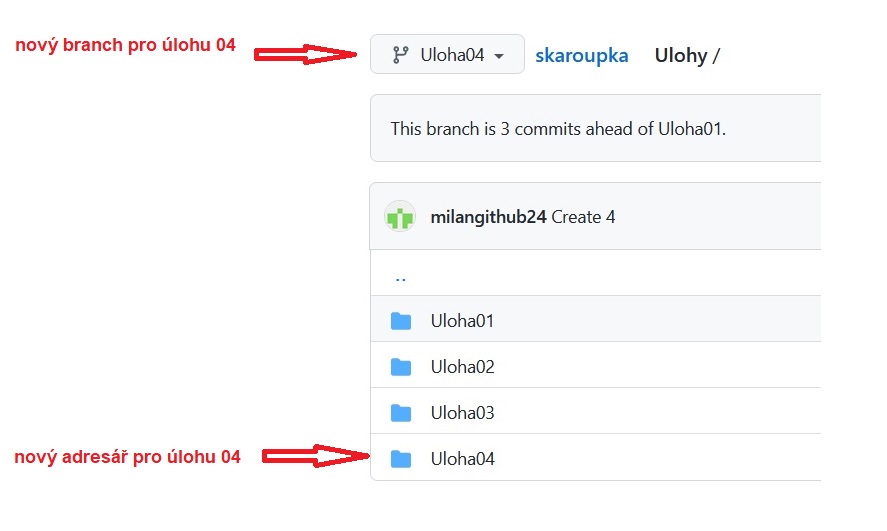 nový branch pro úlohu 04
Uloha04 skaroupka Ulohy /
This branch is 3 commits ahead of Uloha01.
milangithub24 Create 4
..
Uloha01
Uloha02
Uloha03
nový adresář pro úlohu 04
Uloha04